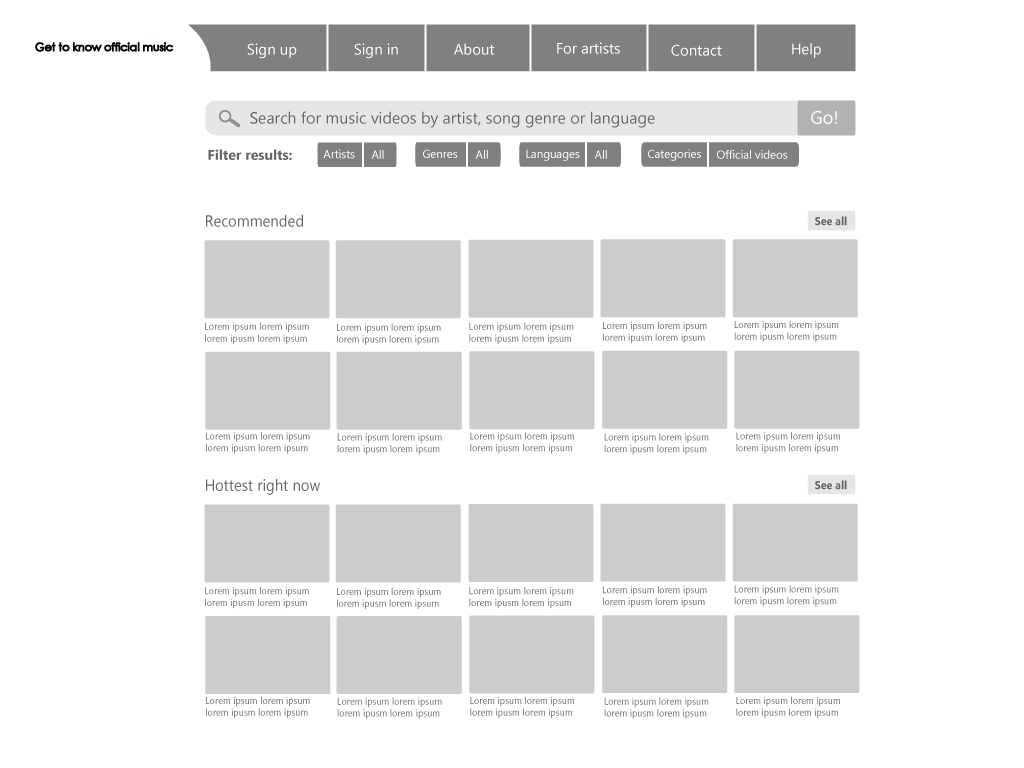 Get to know official music
Sign up
Sign in
About
For artists
Contact
Help
Search for music videos by artist, song genre or language
Go!
Filter results:
Artists All
Genres All
Languages All
Categories Official videos
Recommended
See all
Lorem ipsum lorem ipsum
lorem ipusm lorem ipsum
Lorem ipsum lorem ipsum
lorem ipusm lorem ipsum
Lorem ipsum lorem ipsum
lorem ipusm lorem ipsum
Lorem ipsum lorem ipsum
lorem ipusm lorem ipsum
Lorem ipsum lorem ipsum
lorem ipusm lorem ipsum
Lorem ipsum lorem ipsum
lorem ipusm lorem ipsum
Lorem ipsum lorem ipsum
lorem ipusm lorem ipsum
Lorem ipsum lorem ipsum
lorem ipusm lorem ipsum
Lorem ipsum lorem ipsum
lorem ipusm lorem ipsum
Lorem ipsum lorem ipsum
lorem ipusm lorem ipsum
Hottest right now
See all
Lorem ipsum lorem ipsum
lorem ipusm lorem ipsum
Lorem ipsum lorem ipsum
lorem ipusm lorem ipsum
Lorem ipsum lorem ipsum
lorem ipusm lorem ipsum
Lorem ipsum lorem ipsum
lorem ipusm lorem ipsum
Lorem ipsum lorem ipsum
lorem ipusm lorem ipsum
Lorem ipsum lorem ipsum
lorem ipusm lorem ipsum
Lorem ipsum lorem ipsum
lorem ipusm lorem ipsum
Lorem ipsum lorem ipsum
lorem ipusm lorem ipsum
Lorem ipsum lorem ipsum
lorem ipusm lorem ipsum
Lorem ipsum lorem ipsum
lorem ipusm lorem ipsum